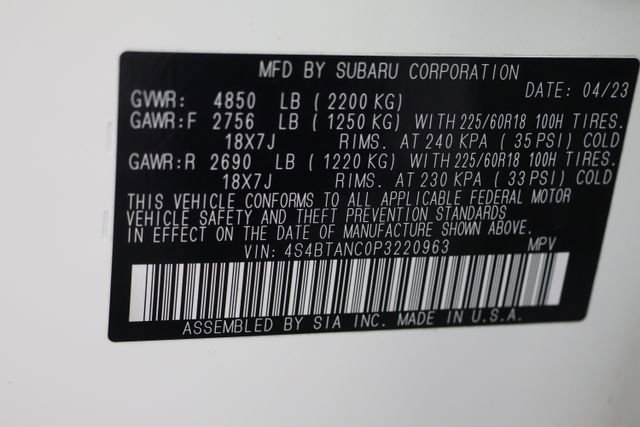 MFD BY SUBARU CORPORATION
DATE: 04/23
GVWR: 4850 LB (2200 KG)
GAWR:F 2756 LB (1250 KG) WITH 225/60R18 100H TIRES.
18X7J RIMS. AT 240 KPA (35 PSI) COLD
GAWR:R 2690 LB (1220 KG) WITH 225/60R18 100H TIRES.
18X7J RIMS. AT 230 KPA (33 PSI) COLD
THIS VEHICLE CONFORMS TO ALL APPLICABLE FEDERAL MOTOR
VEHICLE SAFETY AND THEFT PREVENTION STANDARDS
IN EFFECT ON THE DATE OF MANUFACTURE SHOWN ABOVE.
VIN: 4S4BTANC0P3220963 MPV
ASSEMBLED BY SIA INC. MADE IN U.S.A.